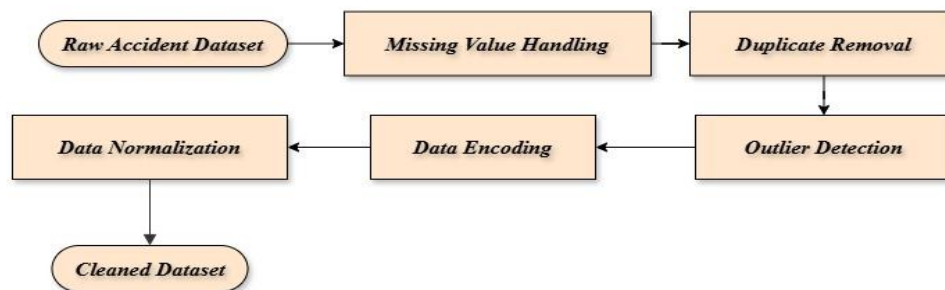 Raw Accident Dataset
Missing Value Handling
Duplicate Removal
Outlier Detection
Data Encoding
Data Normalization
Cleaned Dataset